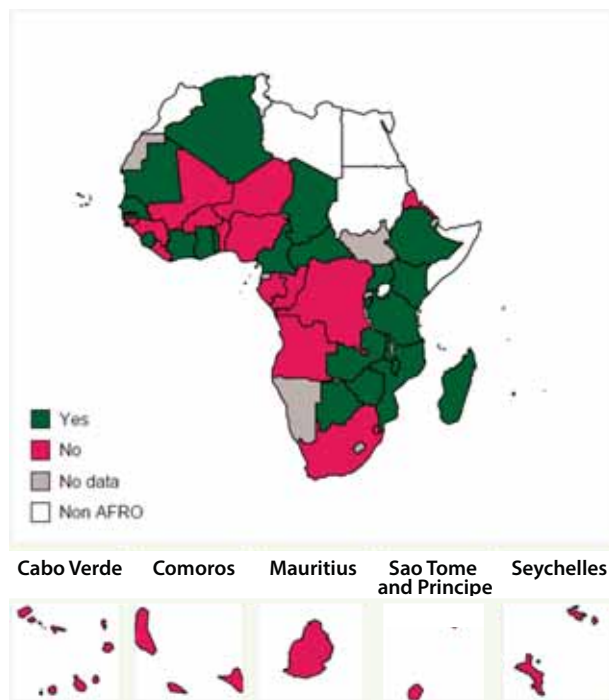 Yes
No
No data
Non AFRO
Cabo Verde
Comoros
Mauritius
Sao Tome
and Principe
Seychelles